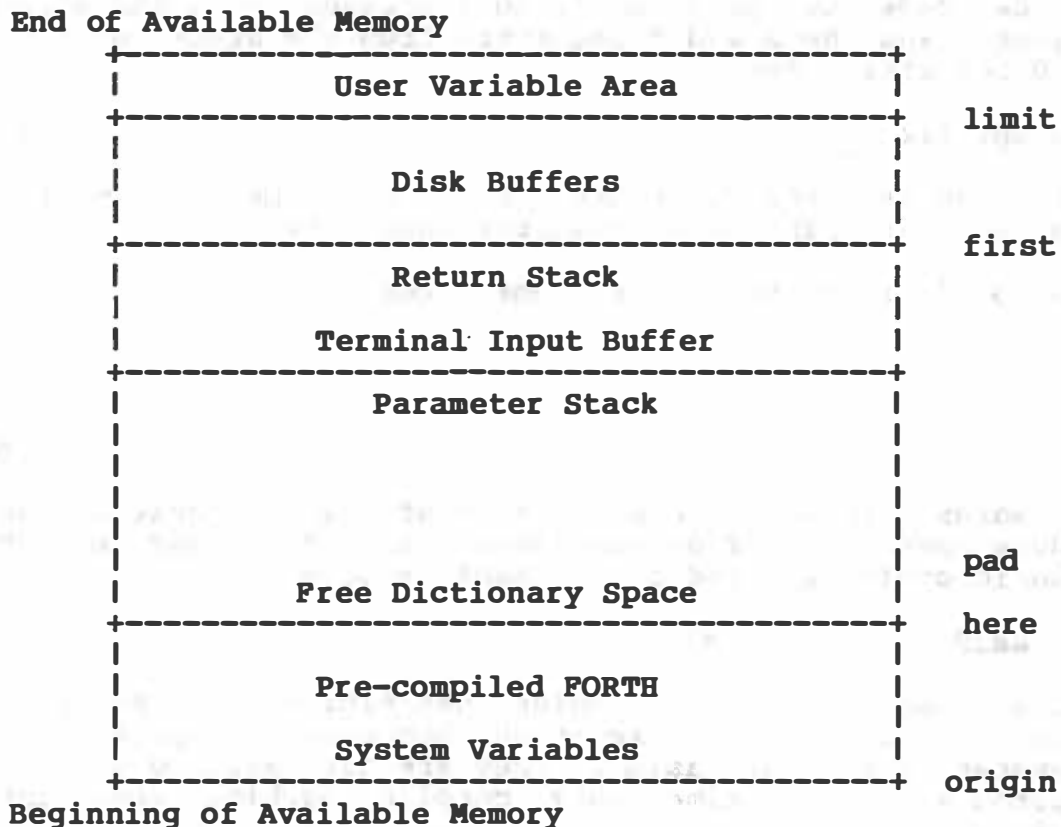 End of Available Memory
User Variable Area
limit
Disk Buffers
first
Return Stack
Terminal Input Buffer
Parameter Stack
pad
Free Dictionary Space
here
Pre-compiled FORTH
System Variables
origin
Beginning of Available Memory